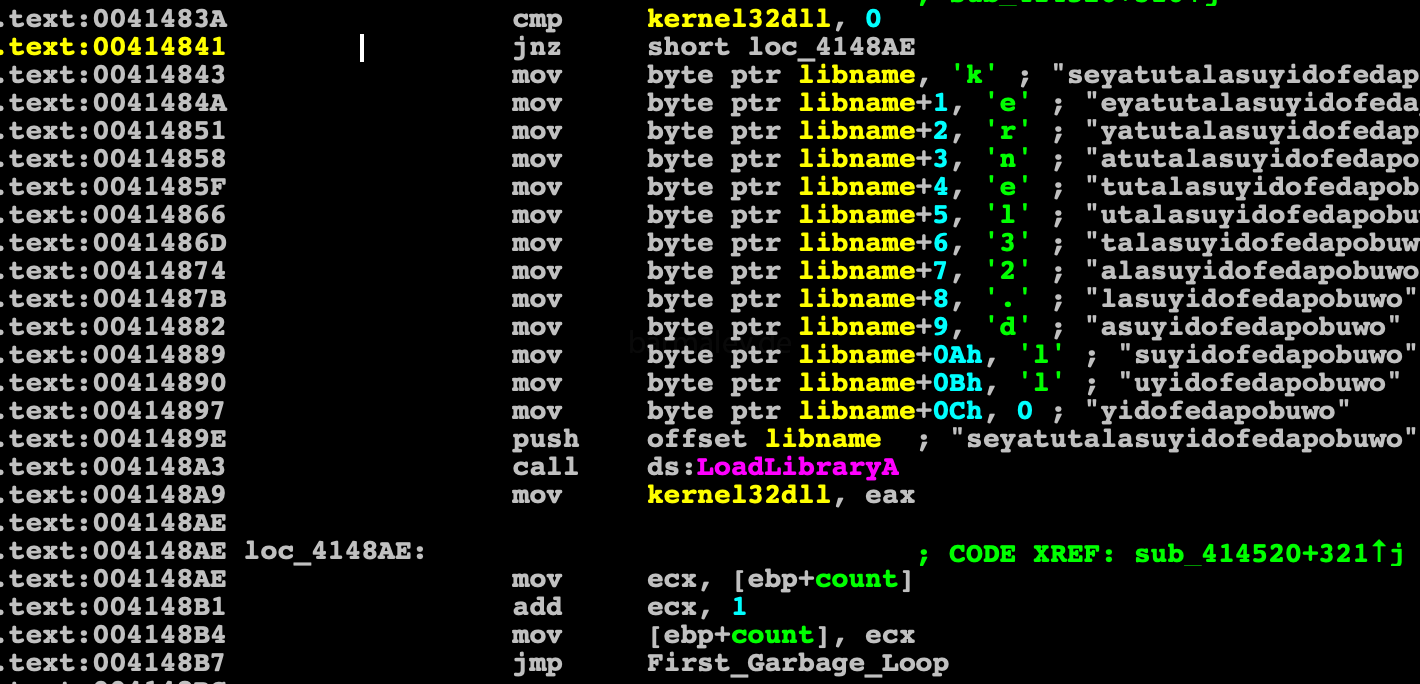 .text:0041483A cmp kernel32dll, 0
.text:00414841 jnz short loc_4148AE
.text:00414843 mov byte ptr libname, 'k' ; "seyatutalasuyidofedap
.text:0041484A mov byte ptr libname+1, 'e' ; "eyatutalasuyidofeda
.text:00414851 mov byte ptr libname+2, 'r' ; "yatutalasuyidofedap
.text:00414858 mov byte ptr libname+3, 'n' ; "atutalasuyidofedapo
.text:0041485F mov byte ptr libname+4, 'e' ; "tutalasuyidofedapob
.text:00414866 mov byte ptr libname+5, 'l' ; "utalasuyidofedapobu
.text:0041486D mov byte ptr libname+6, '3' ; "talasuyidofedapobuw
.text:00414874 mov byte ptr libname+7, '2' ; "alasuyidofedapobuwo
.text:0041487B mov byte ptr libname+8, '.' ; "lasuyidofedapobuwo"
.text:00414882 mov byte ptr libname+9, 'd' ; "asuyidofedapobuwo"
.text:00414889 mov byte ptr libname+0Ah, 'l' ; "suyidofedapobuwo"
.text:00414890 mov byte ptr libname+0Bh, 'l' ; "uyidofedapobuwo"
.text:00414897 mov byte ptr libname+0Ch, 0 ; "yidofedapobuwo"
.text:0041489E push offset libname ; "seyatutalasuyidofedapobuwo"
.text:004148A3 call ds:LoadLibraryA
.text:004148A9 mov kernel32dll, eax
.text:004148AE
.text:004148AE loc_4148AE: ; CODE XREF: sub_414520+321↑j
.text:004148AE mov ecx, [ebp+count]
.text:004148B1 add ecx, 1
.text:004148B4 mov [ebp+count], ecx
.text:004148B7 jmp First_Garbage_Loop